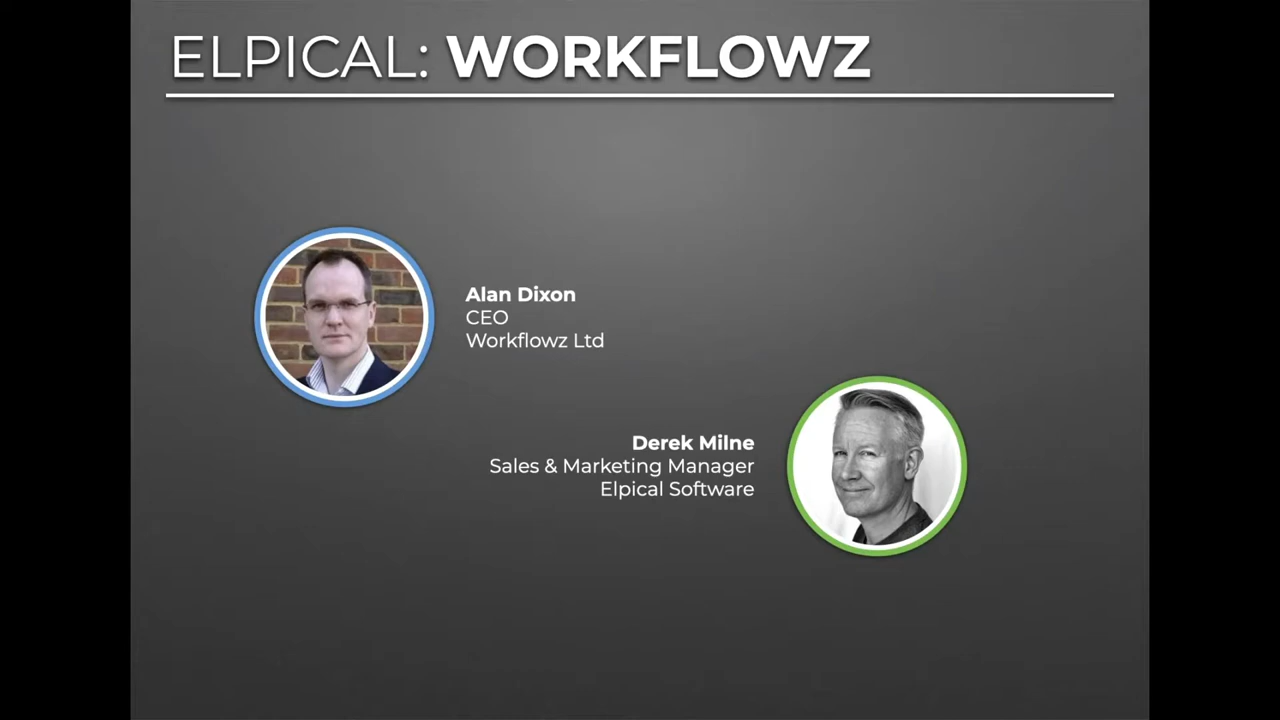 ELPICAL: WORKFLOWZ
Alan Dixon
CEO
Workflowz Ltd
Derek Milne
Sales & Marketing Manager
Elpical Software